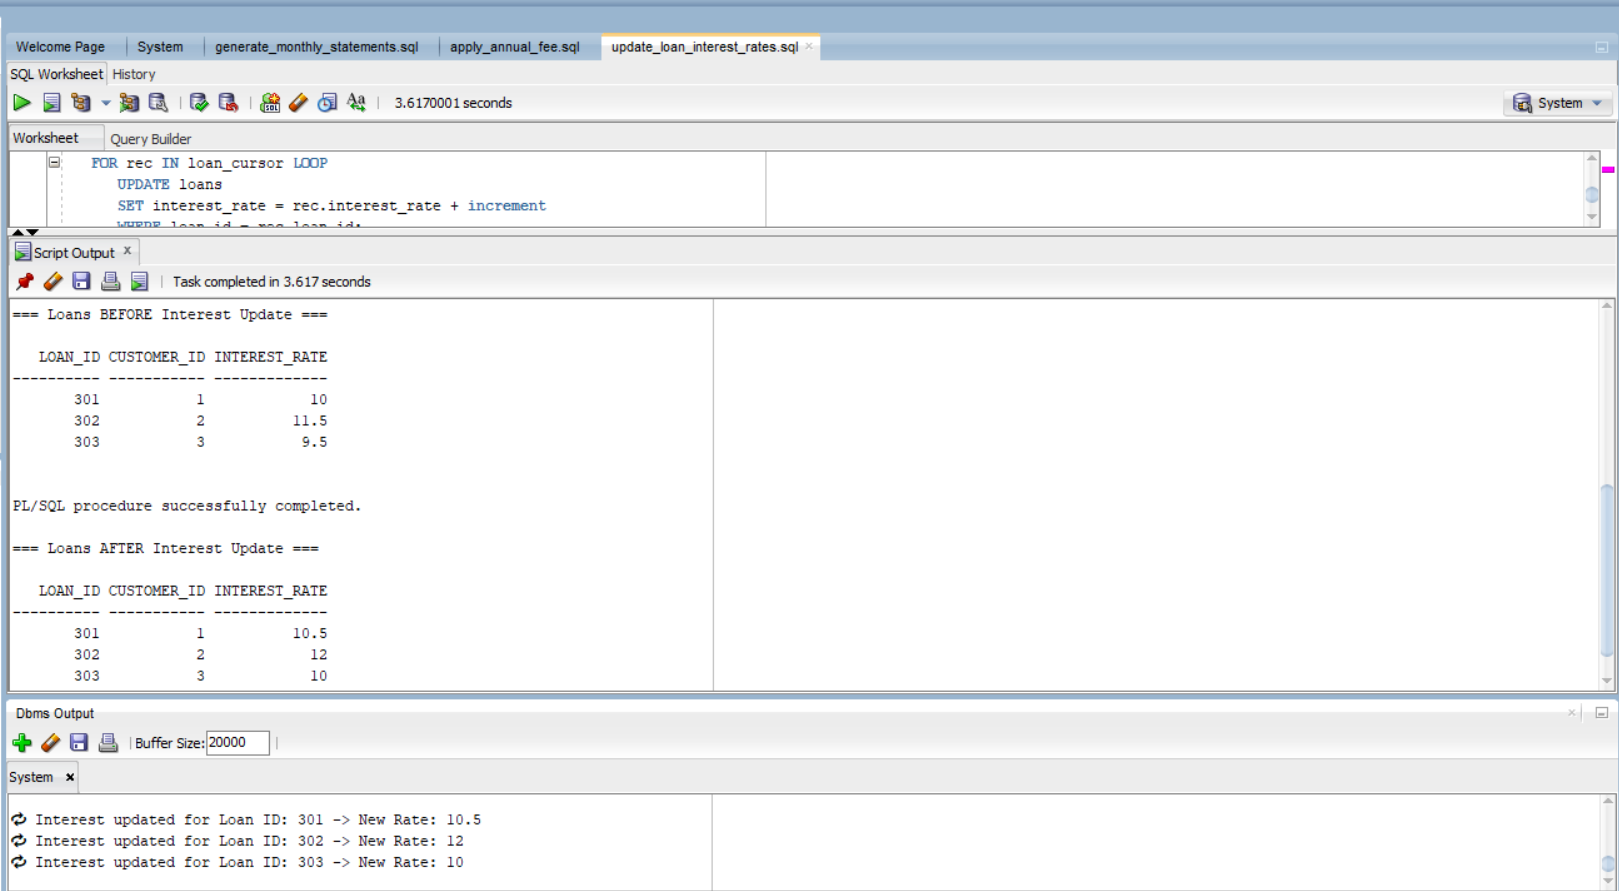 Welcome Page System generate_monthly_statements.sql apply_annual_fee.sql update_loan_interest_rates.sql
SQL Worksheet History
3.6170001 seconds System
Worksheet Query Builder
FOR rec IN loan_cursor LOOP
UPDATE loans
SET interest_rate = rec.interest_rate + increment
WHERE loan_id = rec.loan_id;
Script Output
Task completed in 3.617 seconds
=== Loans BEFORE Interest Update ===
LOAN_ID CUSTOMER_ID INTEREST_RATE
---------- ----------- -------------
301 1 10
302 2 11.5
303 3 9.5
PL/SQL procedure successfully completed.
=== Loans AFTER Interest Update ===
LOAN_ID CUSTOMER_ID INTEREST_RATE
---------- ----------- -------------
301 1 10.5
302 2 12
303 3 10
Dbms Output
Buffer Size: 20000
System
Interest updated for Loan ID: 301 -> New Rate: 10.5
Interest updated for Loan ID: 302 -> New Rate: 12
Interest updated for Loan ID: 303 -> New Rate: 10